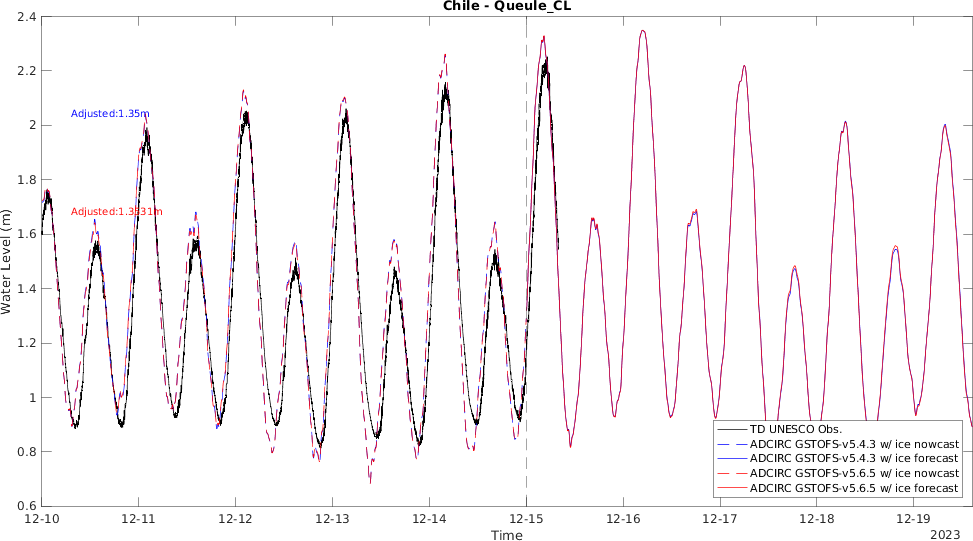 Chile - Queule_CL
2.4
2.2
2
1.8
1.6
1.4
1.2
1
0.8
0.6
Water Level (m)
Adjusted:1.35m
Adjusted:1.3531m
TD UNESCO Obs.
ADCIRC GSTOFS-v5.4.3 w/ ice nowcast
ADCIRC GSTOFS-v5.4.3 w/ ice forecast
ADCIRC GSTOFS-v5.6.5 w/ ice nowcast
ADCIRC GSTOFS-v5.6.5 w/ ice forecast
12-10 12-11 12-12 12-13 12-14 12-15 12-16 12-17 12-18 12-19
Time
2023